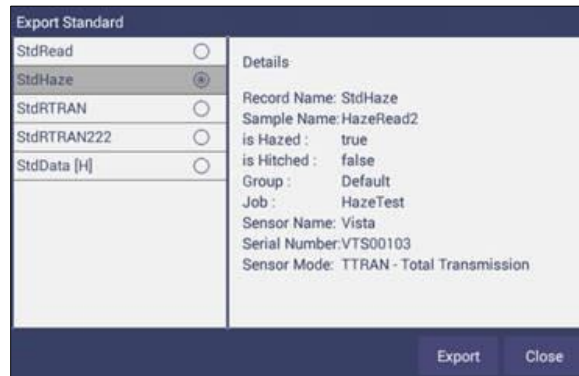 Export Standard
StdRead
StdHaze
StdRTRAN
StdRTRAN222
StdData [H]
Details
Record Name: StdHaze
Sample Name: HazeRead2
is Hazed : true
is Hitched : false
Group : Default
Job : HazeTest
Sensor Name: Vista
Serial Number:VTS00103
Sensor Mode: TTRAN - Total Transmission
Export Close